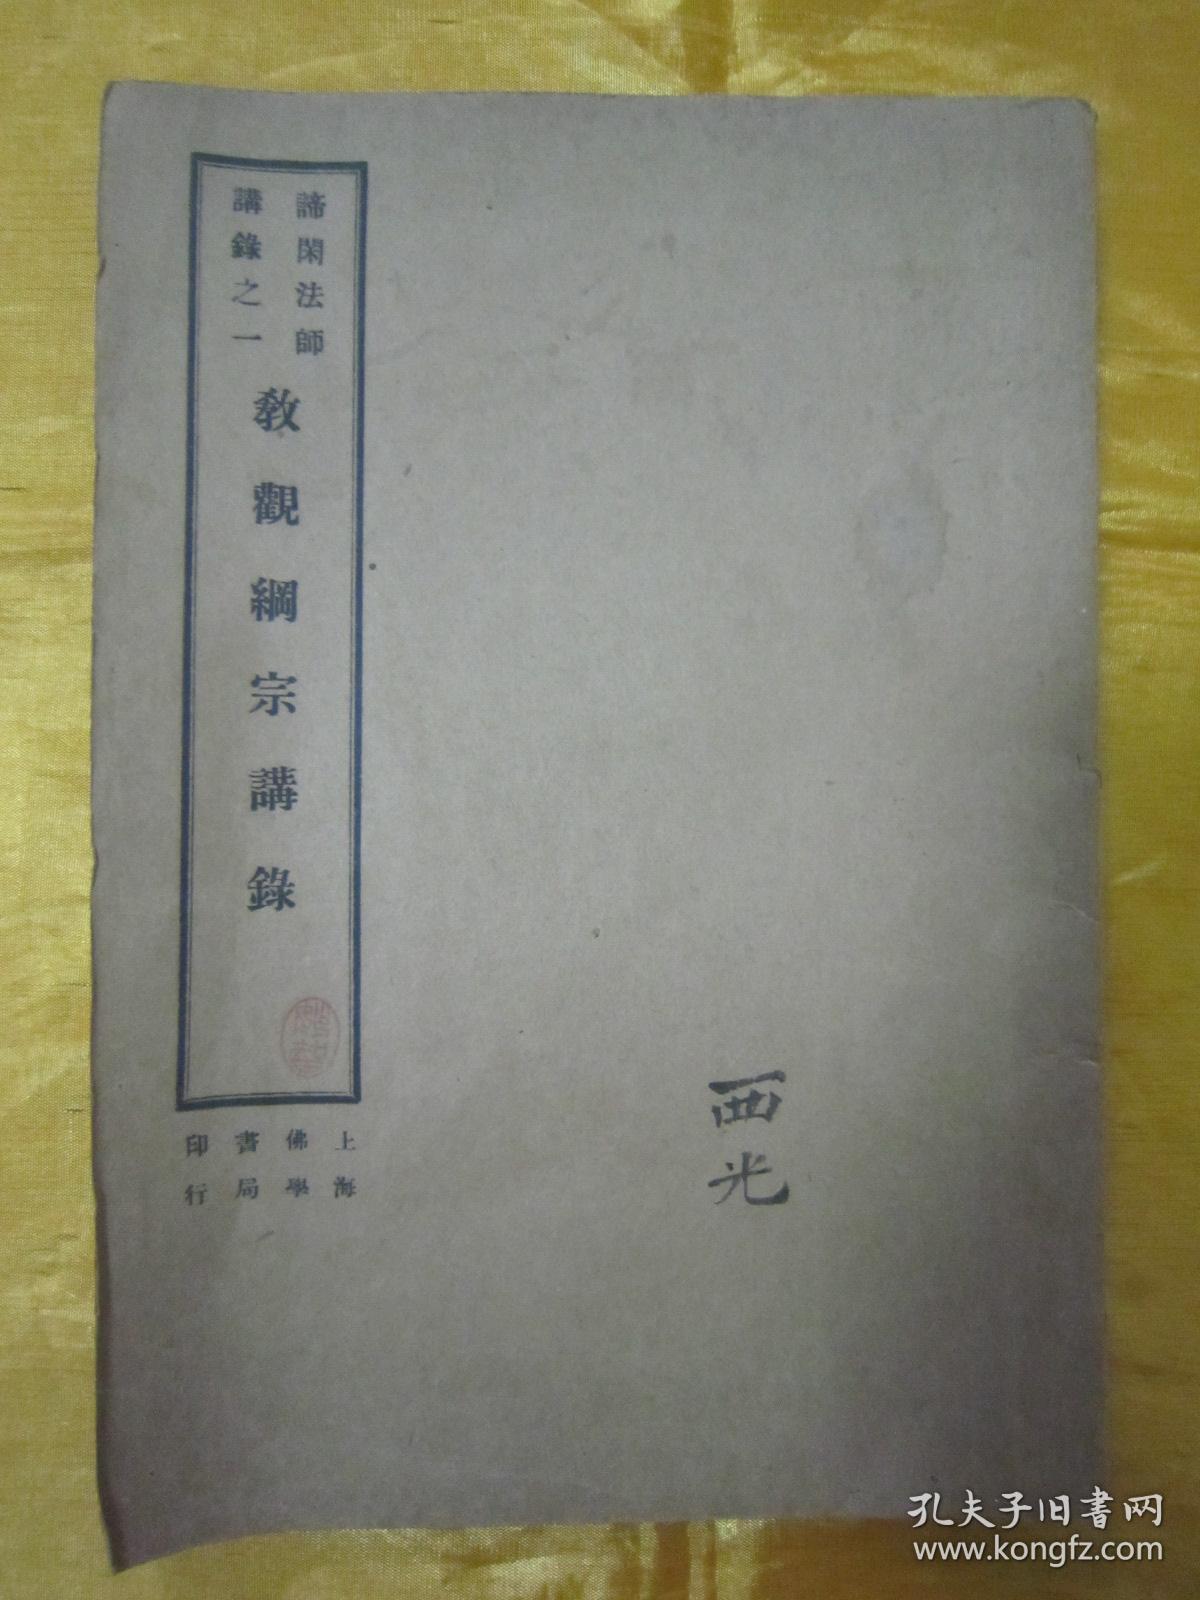 諦閑法師
講錄之一
教觀綱宗講錄
上海
佛學
書局
印行
西光
孔夫子旧书网
www.kongfz.com